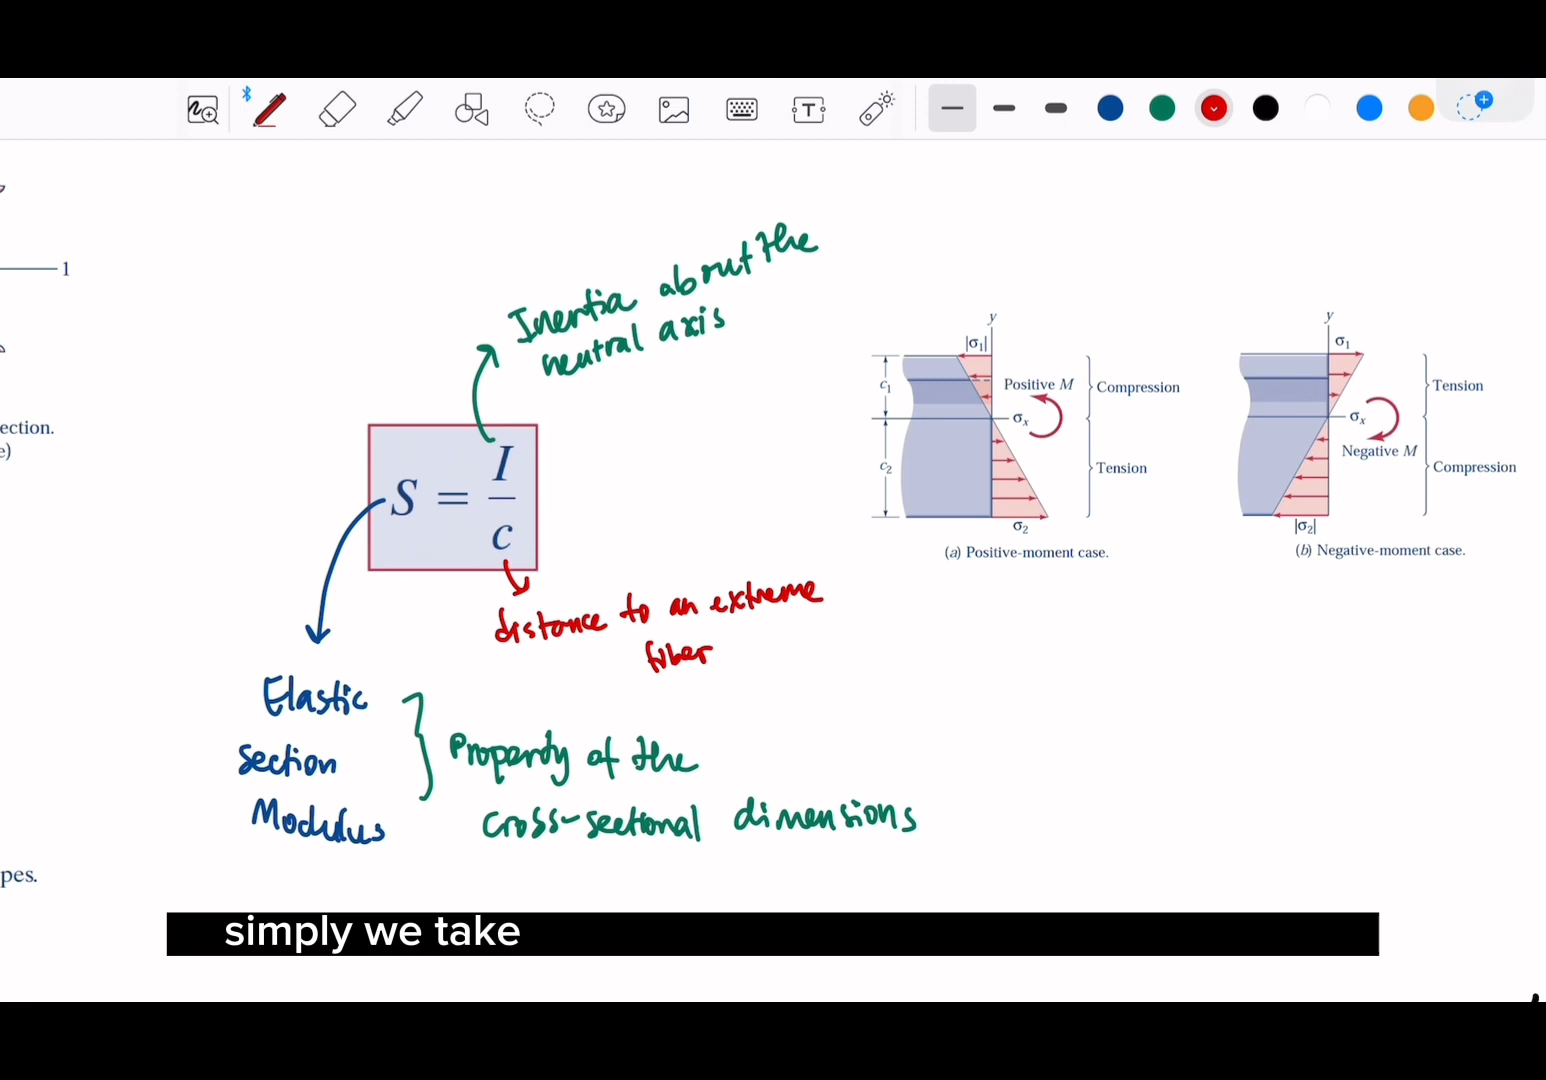 1
ection.
e)
pes.
Inertia about the
neutral axis
S = I
c
distance to an extreme
fiber
Elastic
Section
Modulus
Property of the
cross-sectional dimensions
y
|σ1|
c1
Positive M
Compression
σx
c2
Tension
σ2
(a) Positive-moment case.
y
σ1
Tension
σx
Negative M
Compression
|σ2|
(b) Negative-moment case.
simply we take